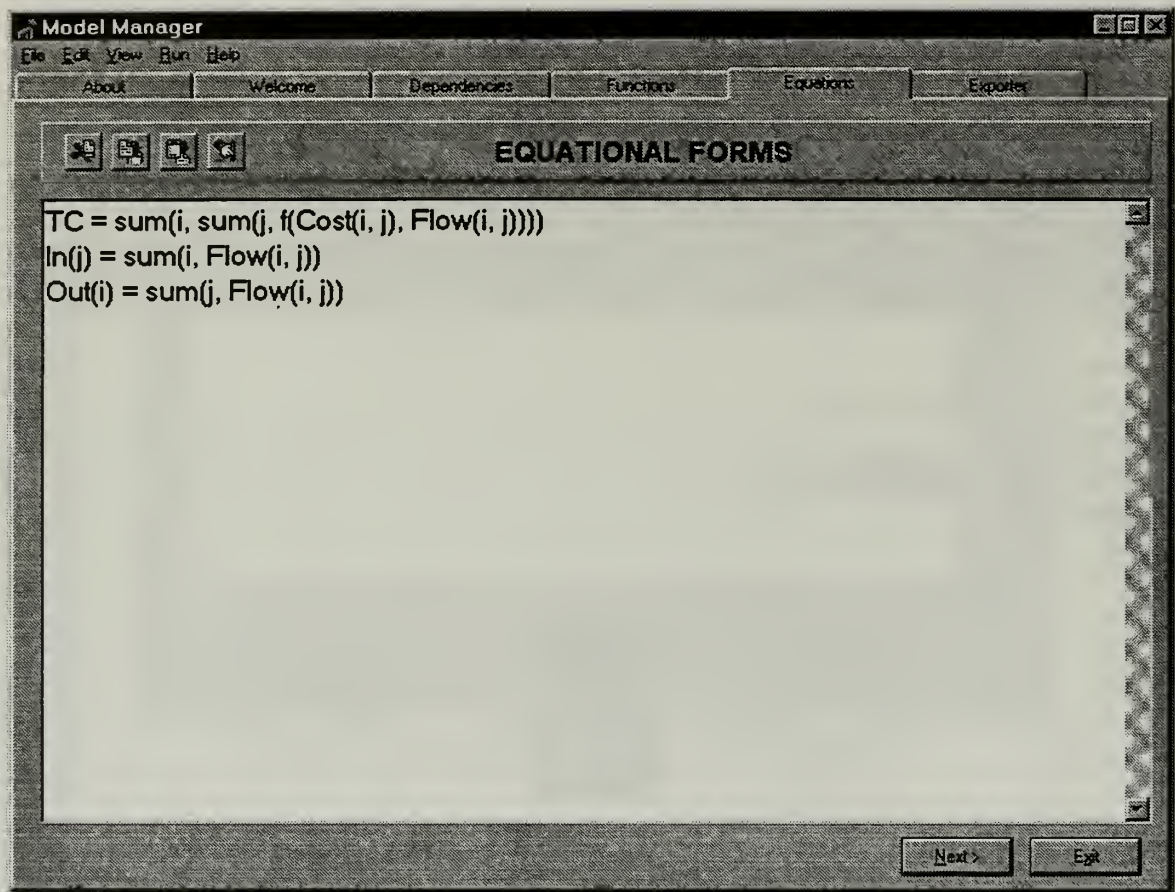 Model Manager
File Edit View Run Help
About Welcome Dependencies Functions Equations Exporter
EQUATIONAL FORMS
TC = sum(i, sum(j, f(Cost(i, j), Flow(i, j))))
In(j) = sum(i, Flow(i, j))
Out(i) = sum(j, Flow(i, j))
Next > Exit